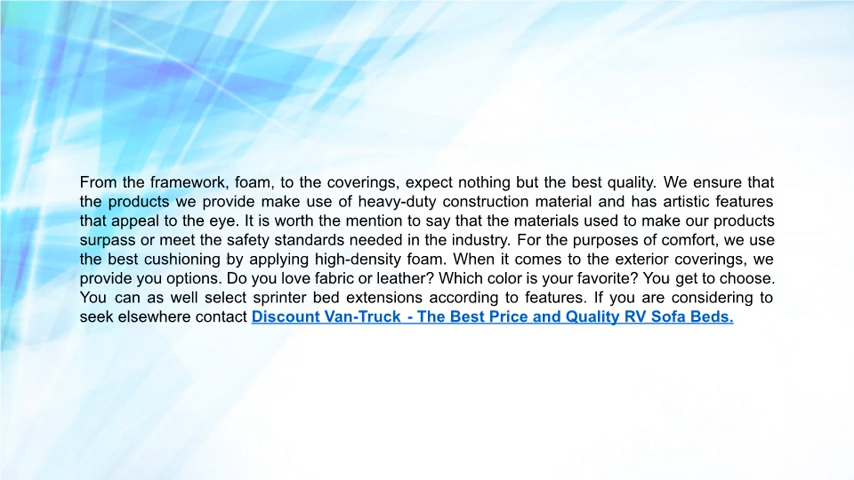 From the framework, foam, to the coverings, expect nothing but the best quality. We ensure that
the products we provide make use of heavy-duty construction material and has artistic features
that appeal to the eye. It is worth the mention to say that the materials used to make our products
surpass or meet the safety standards needed in the industry. For the purposes of comfort, we use
the best cushioning by applying high-density foam. When it comes to the exterior coverings, we
provide you options. Do you love fabric or leather? Which color is your favorite? You get to choose.
You can as well select sprinter bed extensions according to features. If you are considering to
seek elsewhere contact Discount Van-Truck - The Best Price and Quality RV Sofa Beds.